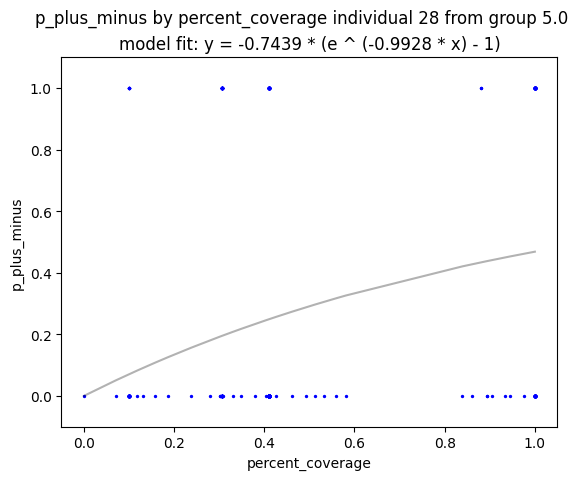 p_plus_minus by percent_coverage individual 28 from group 5.0
model fit: y = -0.7439 * (e ^ (-0.9928 * x) - 1)
1.0
0.8
0.6
0.4
0.2
0.0
p_plus_minus
0.0 0.2 0.4 0.6 0.8 1.0
percent_coverage